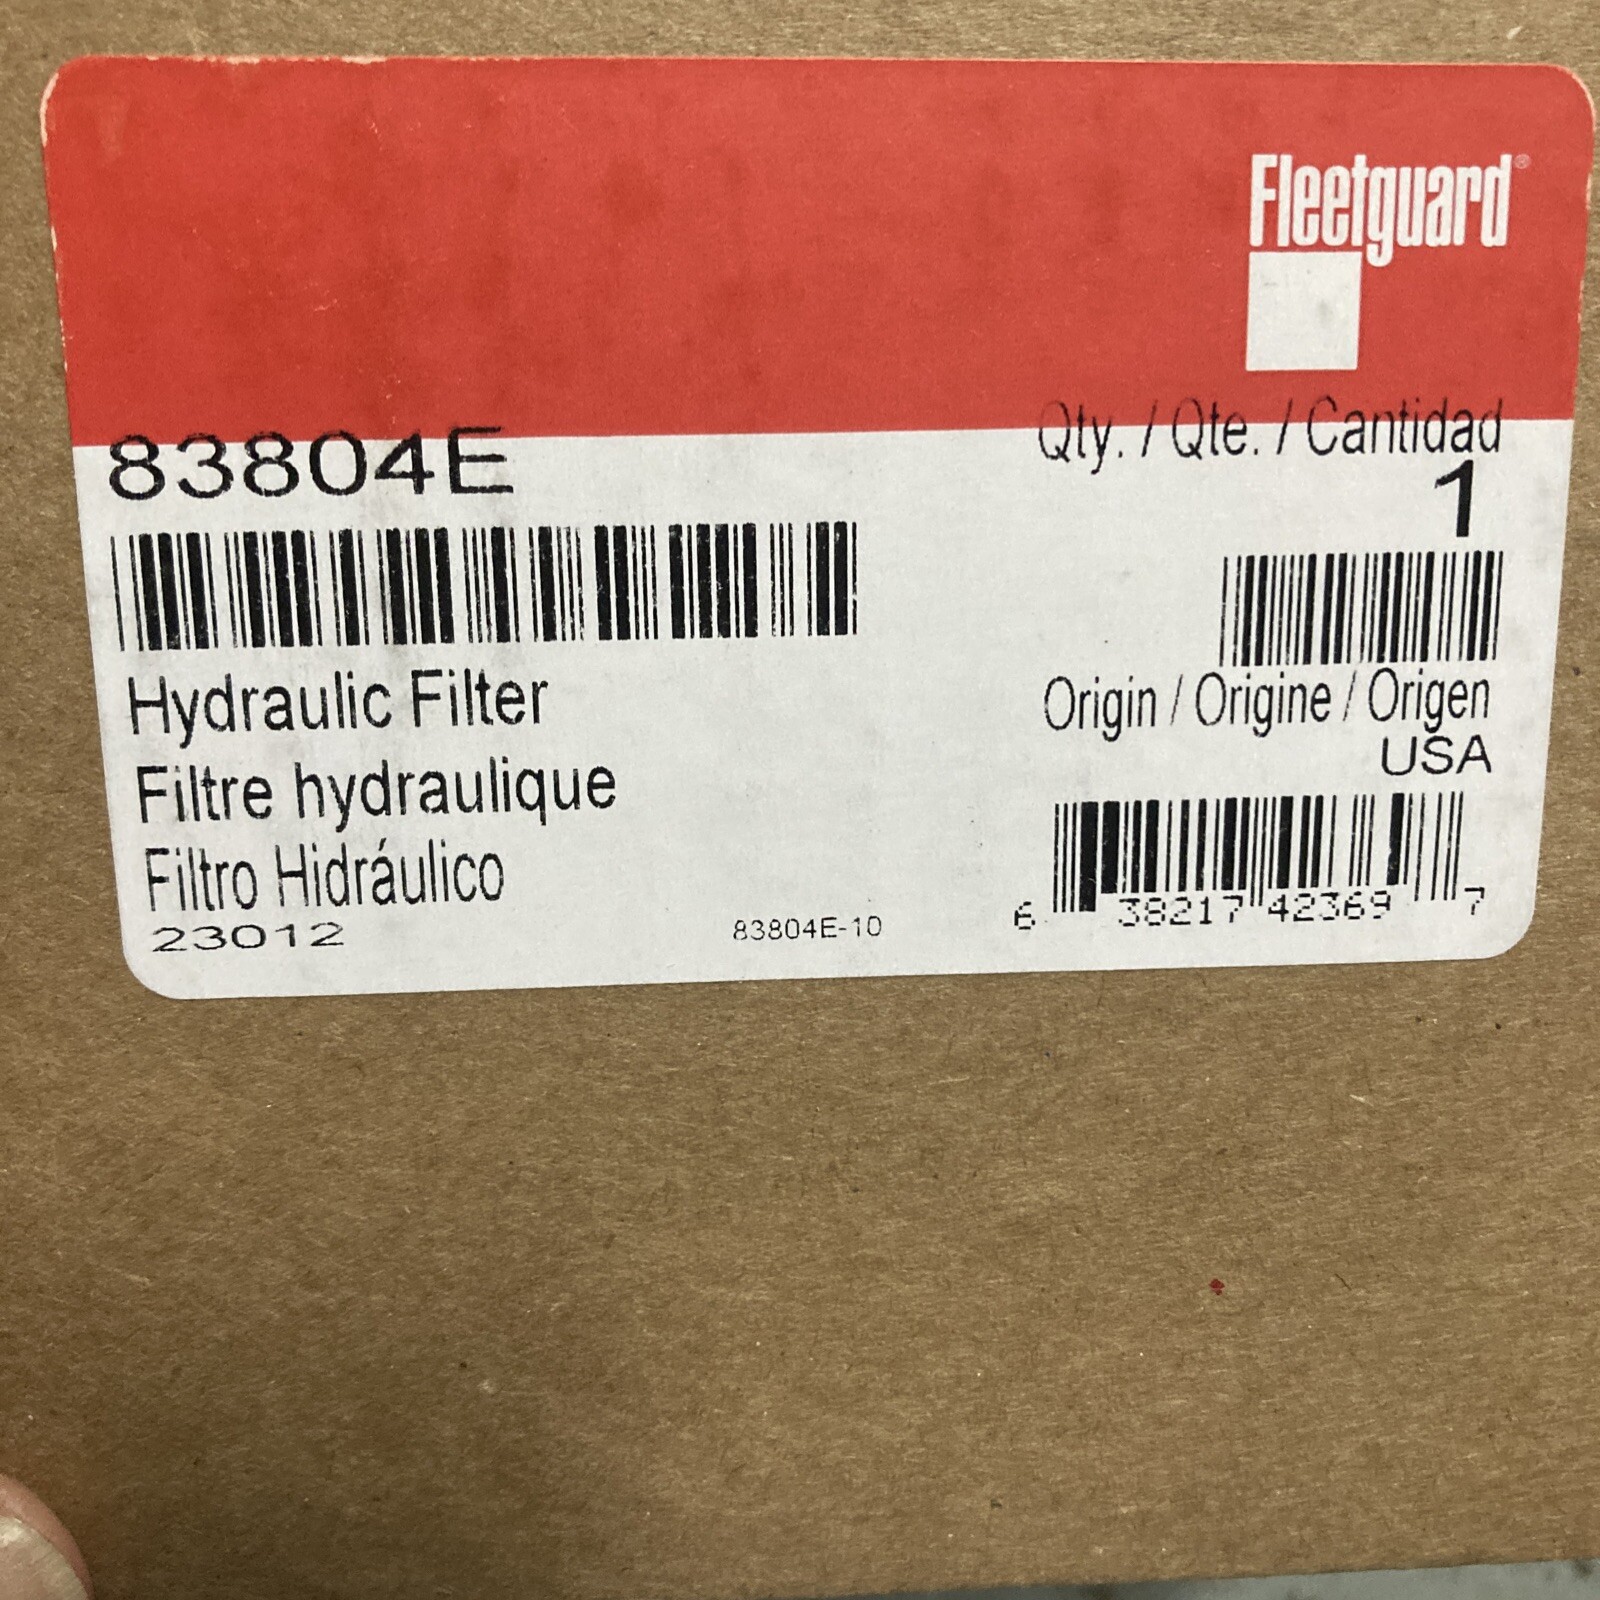 Fleetguard®
83804E
Qty. / Qte. / Cantidad
1
Hydraulic Filter
Filtre hydraulique
Filtro Hidráulico
23012
83804E-10
Origin / Origine / Origen
USA
6 38217 42369 7